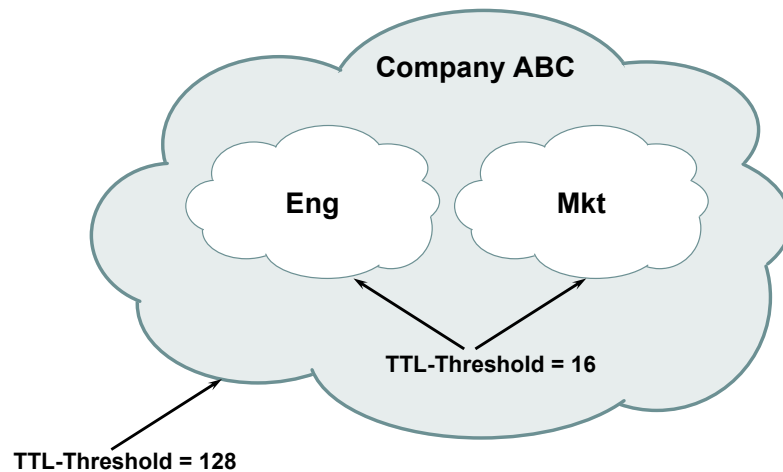 Company ABC
Eng
Mkt
TTL-Threshold = 16
TTL-Threshold = 128